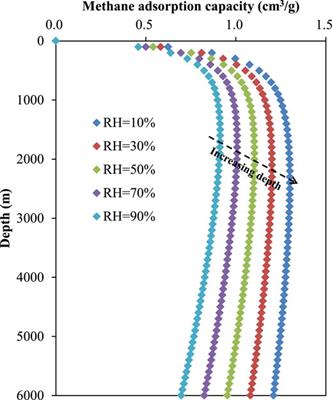 Methane adsorption capacity (cm³/g)
0.0 0.5 1.0 1.5
0
1000
2000
3000
4000
5000
6000
Depth (m)
RH=10%
RH=30%
RH=50%
RH=70%
RH=90%
Increasing depth